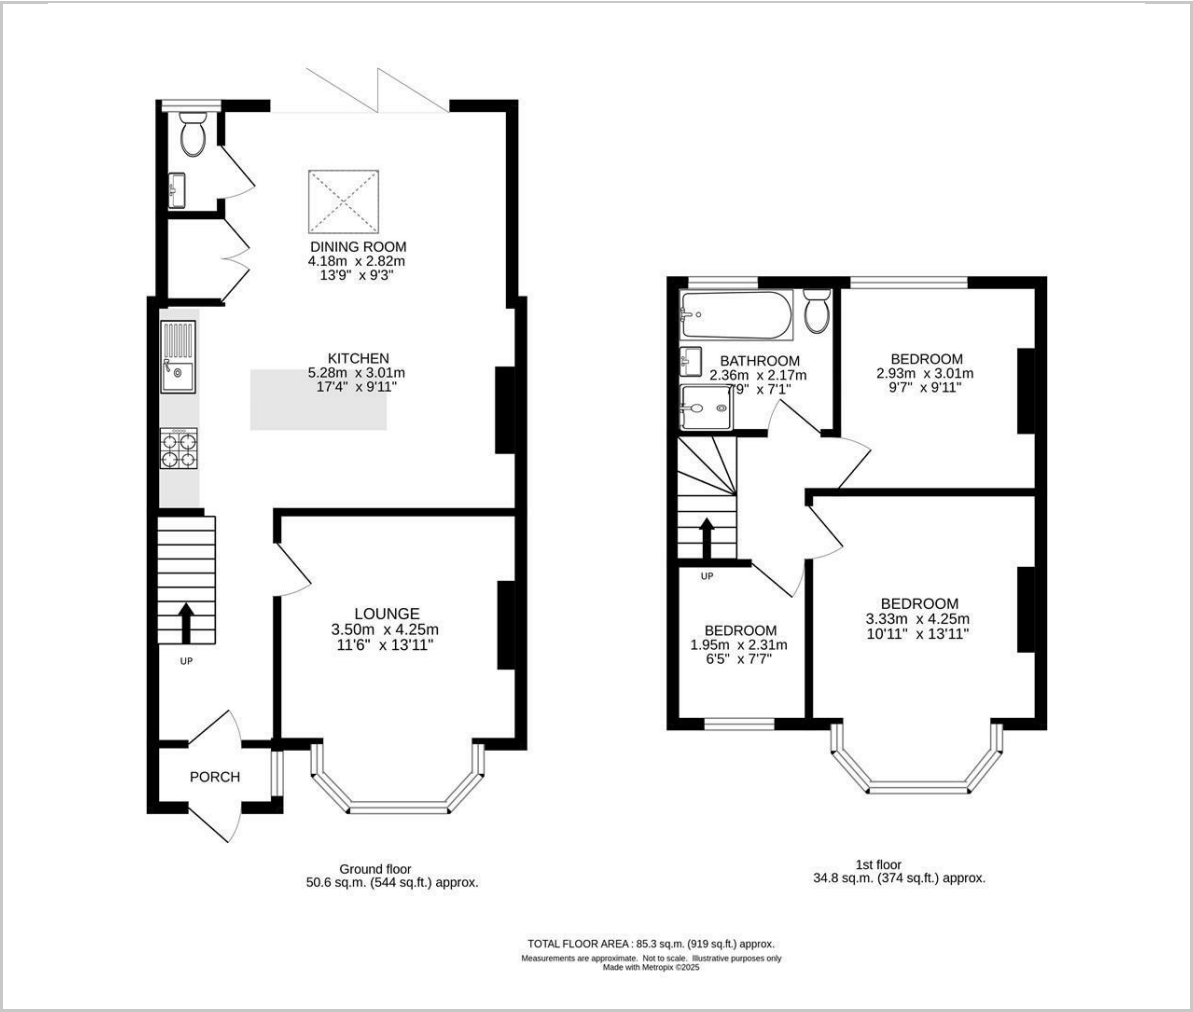 DINING ROOM
4.18m x 2.82m
13'9" x 9'3"
KITCHEN
5.28m x 3.01m
17'4" x 9'11"
LOUNGE
3.50m x 4.25m
11'6" x 13'11"
UP
PORCH
Ground floor
50.6 sq.m. (544 sq.ft.) approx.
BATHROOM
2.36m x 2.17m
7'9" x 7'1"
BEDROOM
2.93m x 3.01m
9'7" x 9'11"
UP
BEDROOM
1.95m x 2.31m
6'5" x 7'7"
BEDROOM
3.33m x 4.25m
10'11" x 13'11"
1st floor
34.8 sq.m. (374 sq.ft.) approx.
TOTAL FLOOR AREA : 85.3 sq.m. (919 sq.ft.) approx.
Measurements are approximate. Not to scale. Illustrative purposes only
Made with Metropix ©2025